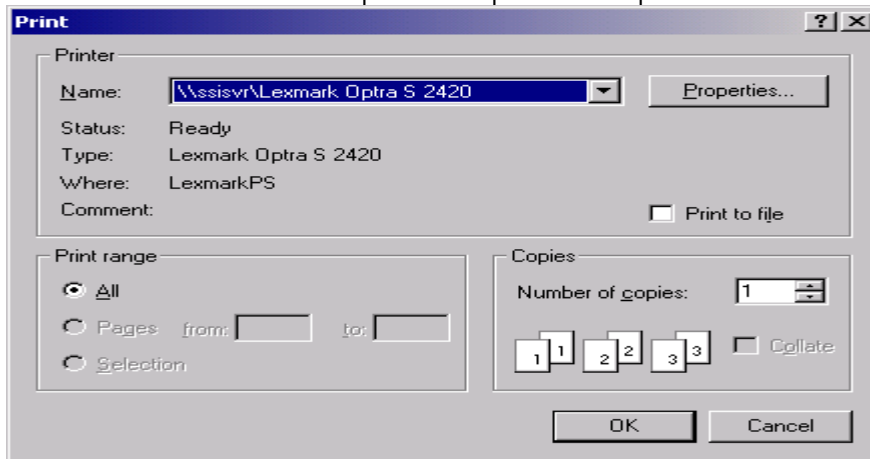 Print
Printer
Name: \\ssisvr\Lexmark Optra S 2420 Properties...
Status: Ready
Type: Lexmark Optra S 2420
Where: LexmarkPS
Comment: Print to file
Print range
All
Pages from: to:
Selection
Copies
Number of copies: 1
1 1 2 2 3 3 Collate
OK Cancel